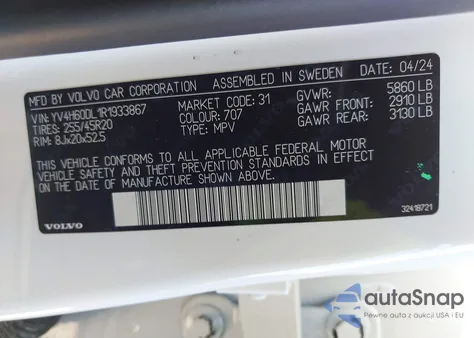 MFD BY VOLVO CAR CORPORATION ASSEMBLED IN SWEDEN DATE: 04/24
VIN: YV4H60DL1R1933867 MARKET CODE: 31 GVWR: 5860 LB
TIRES: 255/45R20 COLOUR: 707 GAWR FRONT: 2910 LB
RIM: 8Jx20x52.5 TYPE: MPV GAWR REAR: 3130 LB
THIS VEHICLE CONFORMS TO ALL APPLICABLE FEDERAL MOTOR
VEHICLE SAFETY AND THEFT PREVENTION STANDARDS IN EFFECT ON THE
DATE OF MANUFACTURE SHOWN ABOVE.
VOLVO 32418721
autoSnap
Pewne auta z aukcji USA i EU